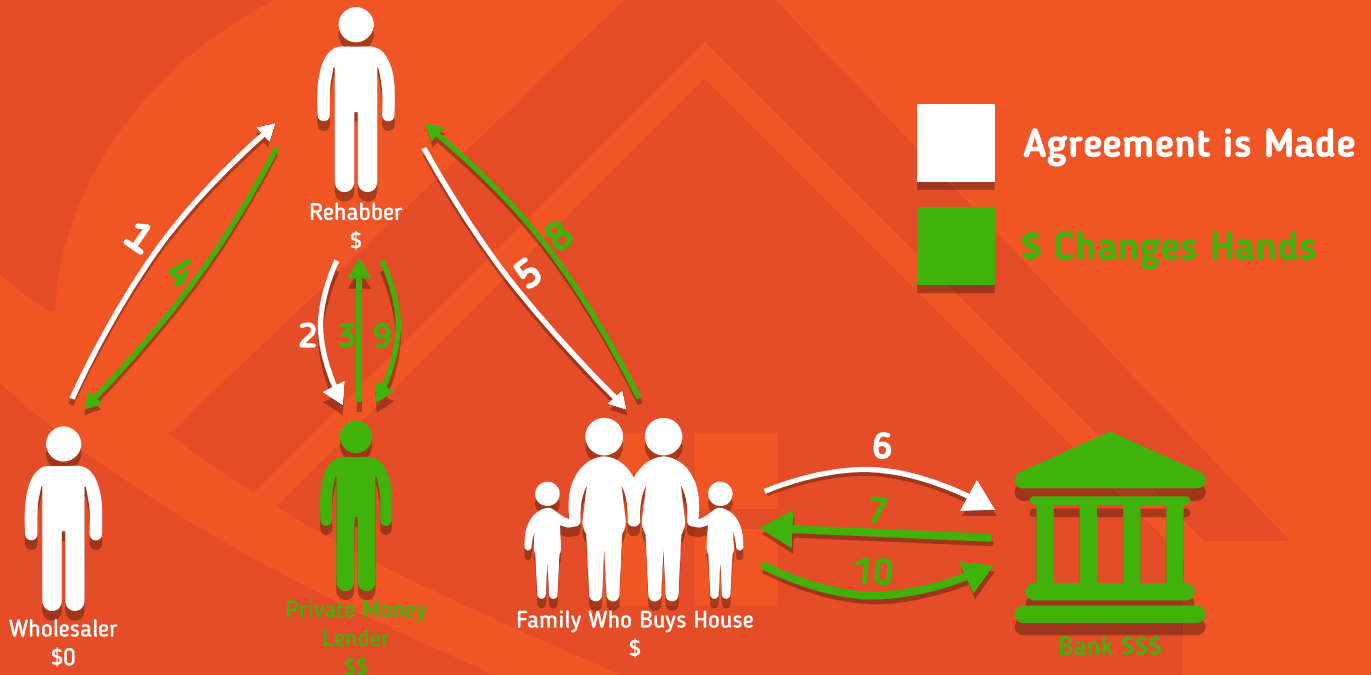 Agreement is Made
$ Changes Hands
Rehabber
$
1
4
2
3
9
5
8
6
7
10
Wholesaler
$0
Private Money
Lender
$$
Family Who Buys House
$
Bank $$$